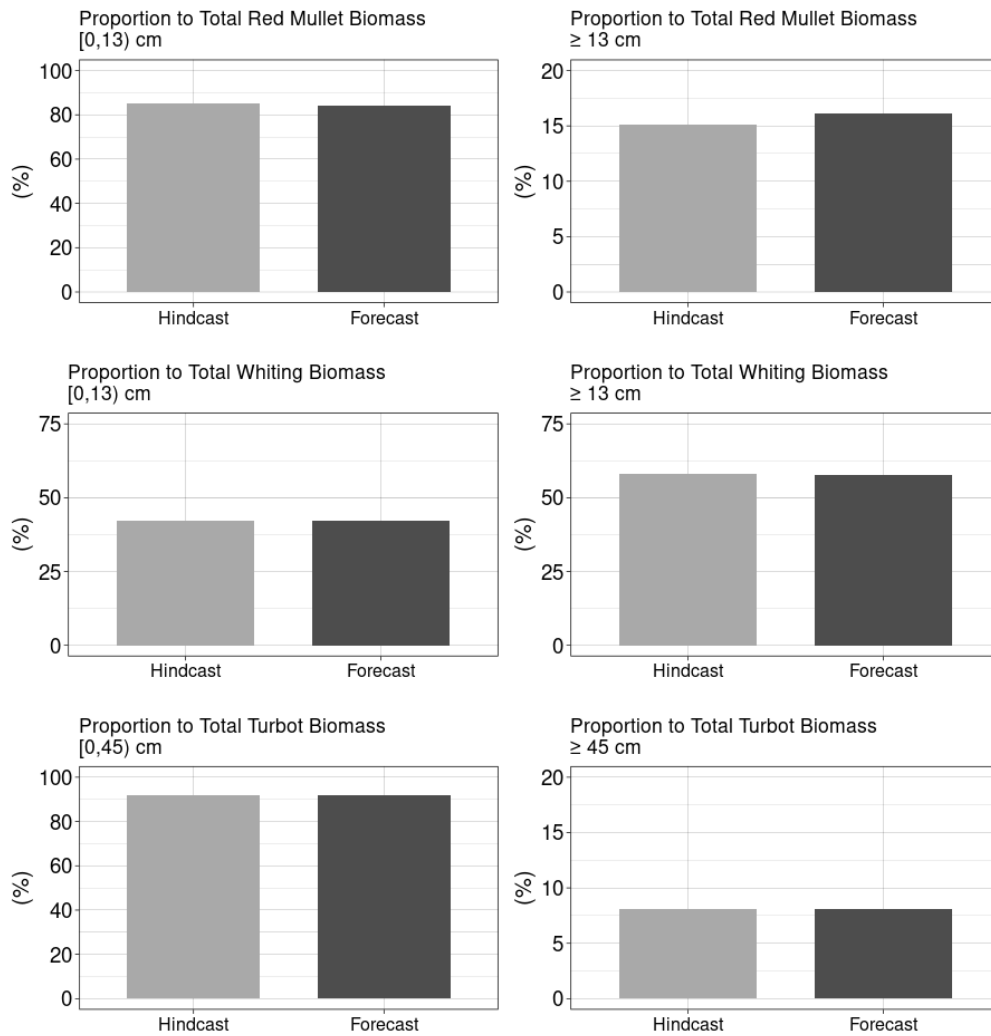 Proportion to Total Red Mullet Biomass
[0,13) cm
100
80
60
40
20
0
(%)
Hindcast
Forecast
Proportion to Total Red Mullet Biomass
≥ 13 cm
20
15
10
5
0
(%)
Hindcast
Forecast
Proportion to Total Whiting Biomass
[0,13) cm
75
50
25
0
(%)
Hindcast
Forecast
Proportion to Total Whiting Biomass
≥ 13 cm
75
50
25
0
(%)
Hindcast
Forecast
Proportion to Total Turbot Biomass
[0,45) cm
100
80
60
40
20
0
(%)
Hindcast
Forecast
Proportion to Total Turbot Biomass
≥ 45 cm
20
15
10
5
0
(%)
Hindcast
Forecast